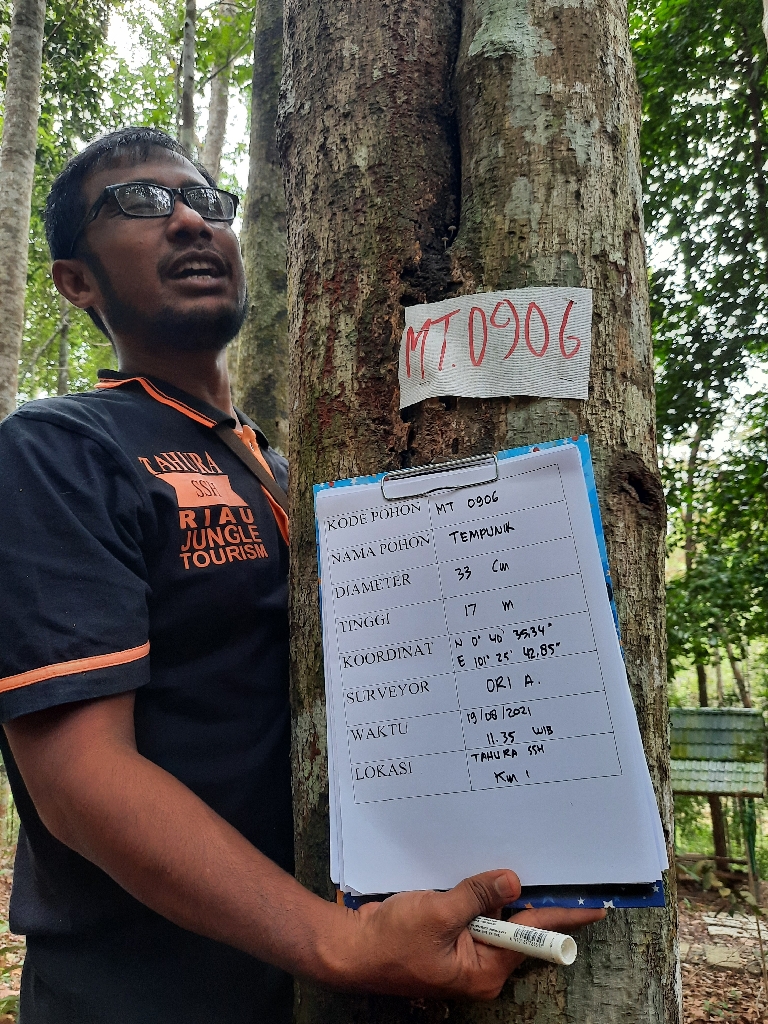 MT.0906
TAHURA
SSH
RIAU
JUNGLE
TOURISM
KODE POHON MT 0906
NAMA POHON TEMPUNIK
DIAMETER 33 Cm
TINGGI 17 m
KOORDINAT N 0° 40' 35,34"
E 101° 25' 42,85"
SURVEYOR ORI A.
WAKTU 19/08/2021
11.35 WIB
LOKASI TAHURA SSH
Km 1